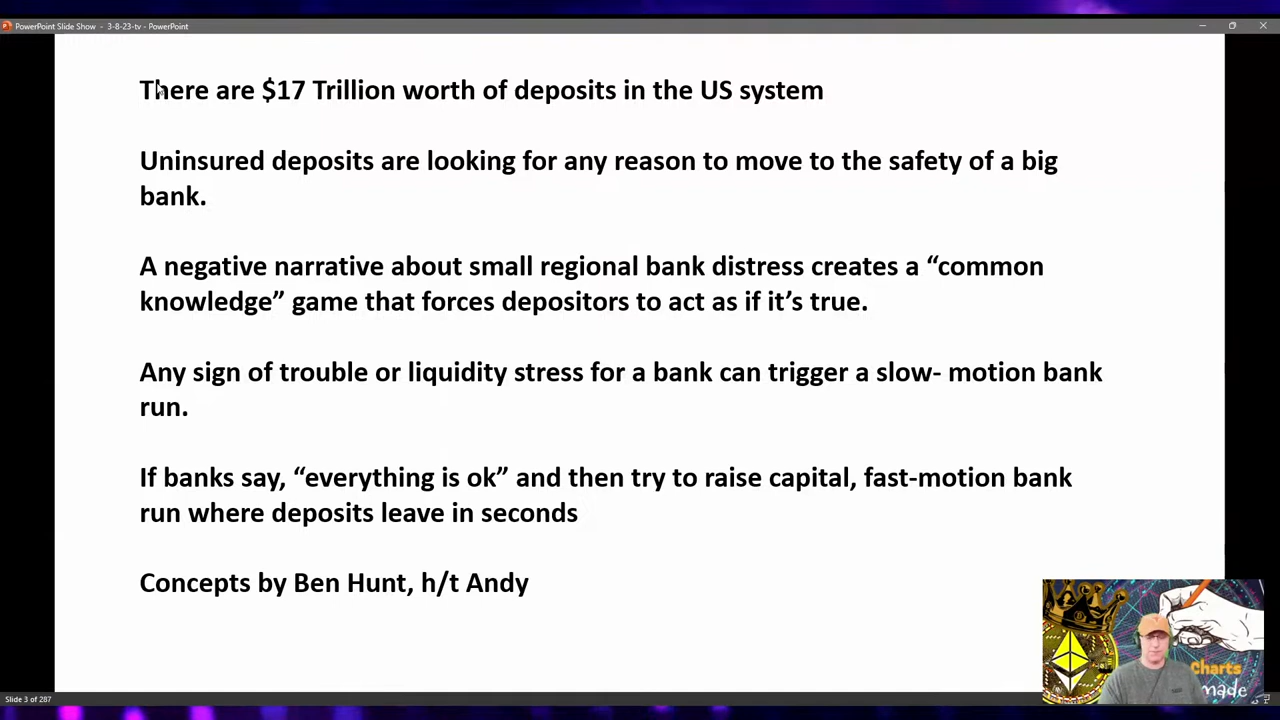 PowerPoint Slide Show - 3-8-23-tv - PowerPoint
There are $17 Trillion worth of deposits in the US system
Uninsured deposits are looking for any reason to move to the safety of a big
bank.
A negative narrative about small regional bank distress creates a “common
knowledge” game that forces depositors to act as if it’s true.
Any sign of trouble or liquidity stress for a bank can trigger a slow- motion bank
run.
If banks say, “everything is ok” and then try to raise capital, fast-motion bank
run where deposits leave in seconds
Concepts by Ben Hunt, h/t Andy
Charts
made
Slide 3 of 287